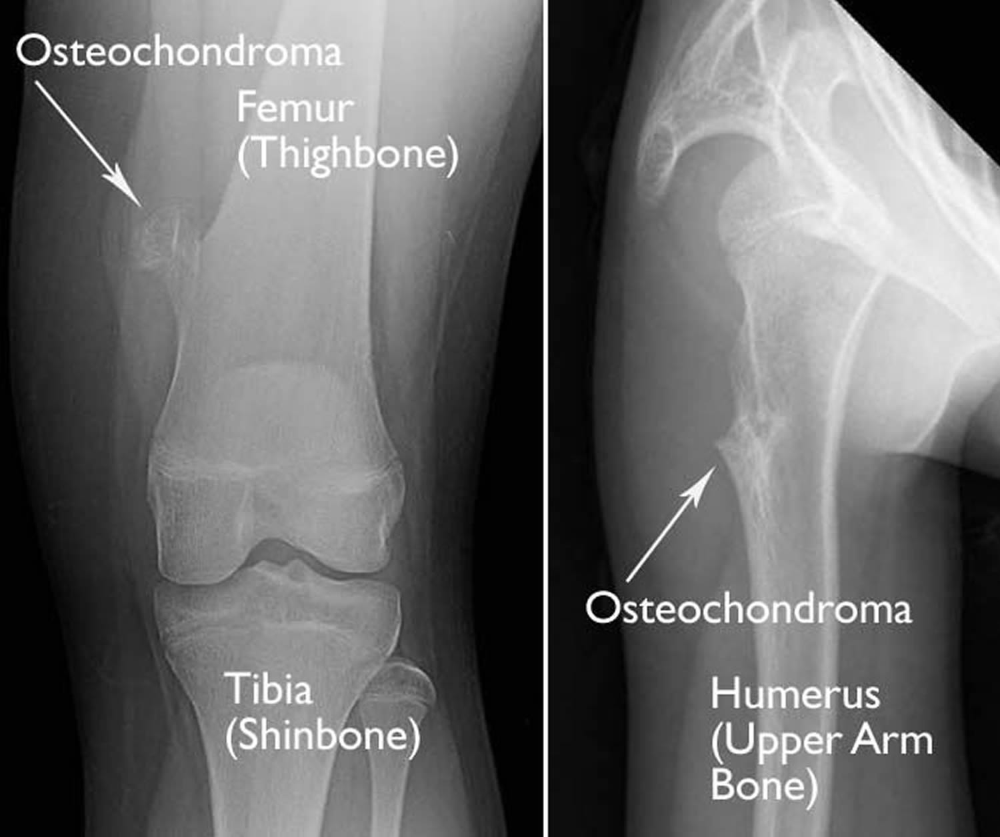 Osteochondroma
Femur
(Thighbone)
Tibia
(Shinbone)
Osteochondroma
Humerus
(Upper Arm
Bone)